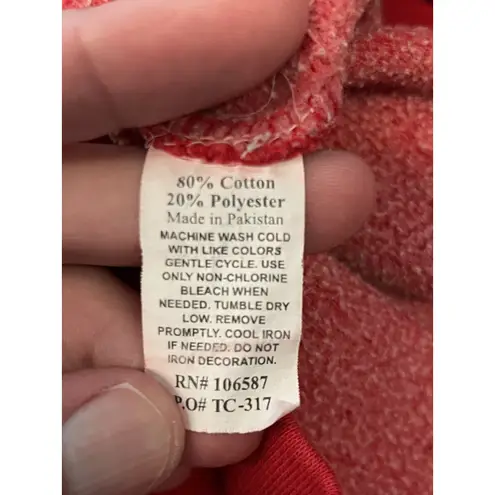 80% Cotton
20% Polyester
Made in Pakistan
MACHINE WASH COLD
WITH LIKE COLORS
GENTLE CYCLE. USE
ONLY NON-CHLORINE
BLEACH WHEN
NEEDED. TUMBLE DRY
LOW. REMOVE
PROMPTLY. COOL IRON
IF NEEDED. DO NOT
IRON DECORATION.
RN# 106587
P.O# TC-317